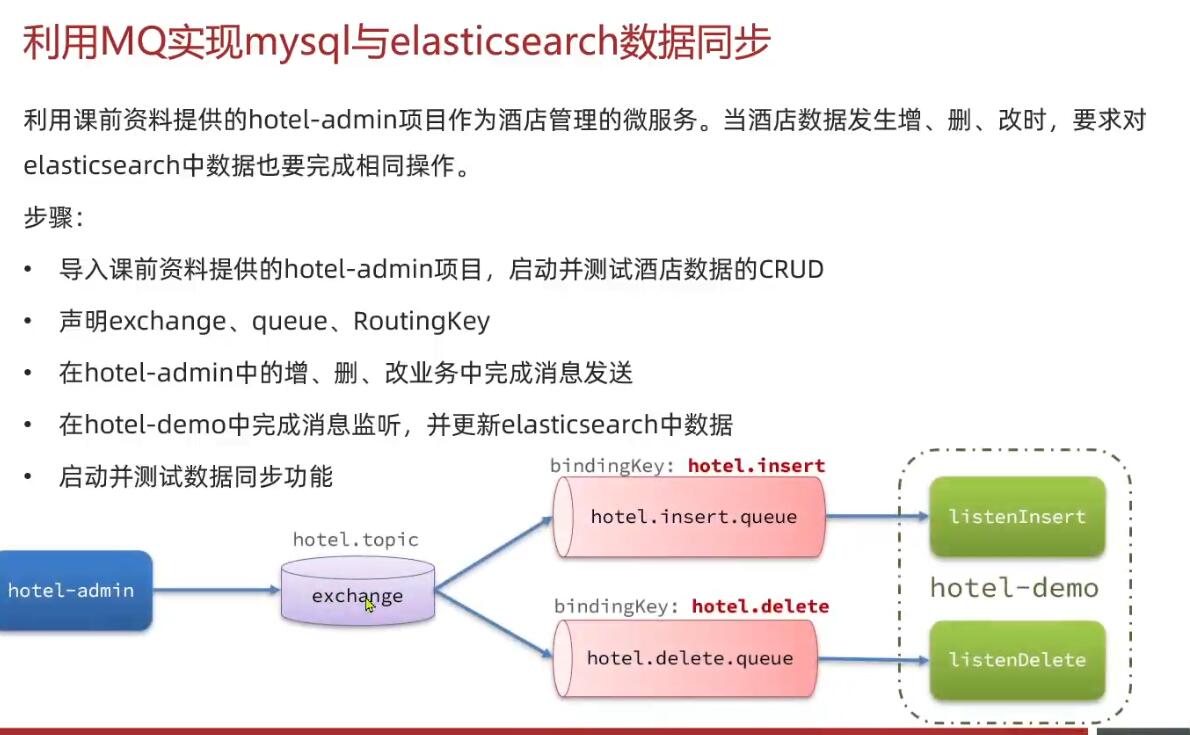 利用MQ实现mysql与elasticsearch数据同步
利用课前资料提供的hotel-admin项目作为酒店管理的微服务。当酒店数据发生增、删、改时，要求对
elasticsearch中数据也要完成相同操作。
步骤：
• 导入课前资料提供的hotel-admin项目，启动并测试酒店数据的CRUD
• 声明exchange、queue、RoutingKey
• 在hotel-admin中的增、删、改业务中完成消息发送
• 在hotel-demo中完成消息监听，并更新elasticsearch中数据
• 启动并测试数据同步功能
bindingKey: hotel.insert
hotel.insert.queue
listenInsert
hotel.topic
hotel-admin
exchange
hotel-demo
bindingKey: hotel.delete
hotel.delete.queue
listenDelete